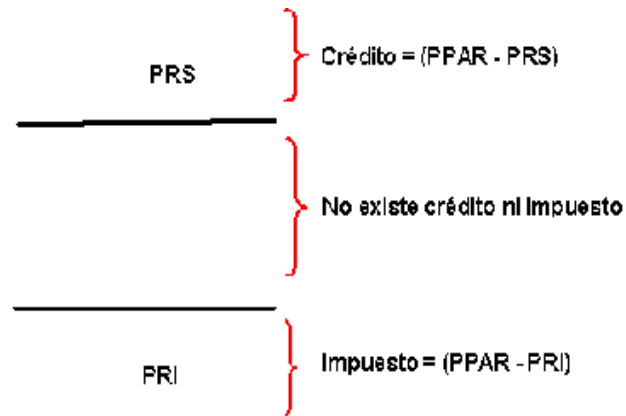 Crédito = (PPAR - PRS)
PRS
No existe crédito ni Impuesto
Impuesto = (PPAR - PRI)
PRI